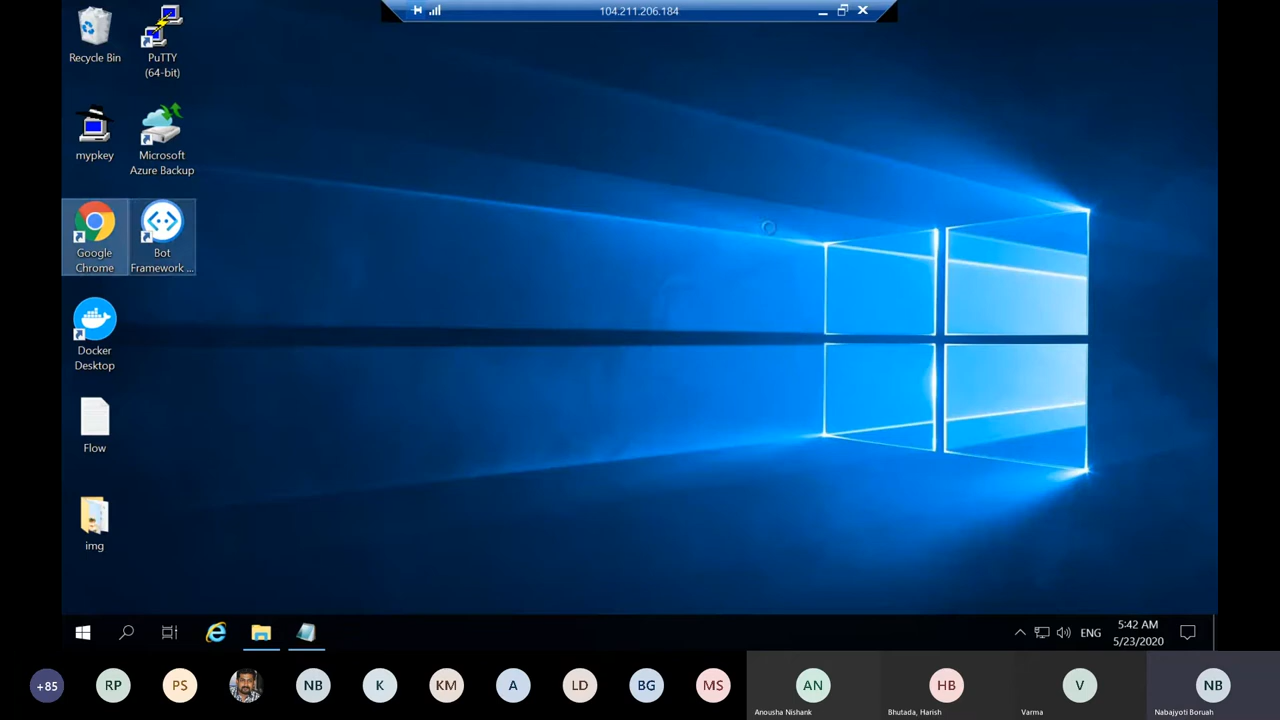 104.211.206.184
Recycle Bin
PuTTY
(64-bit)
mypkey
Microsoft
Azure Backup
Google
Chrome
Bot
Framework ...
Docker
Desktop
Flow
img
ENG
5:42 AM
5/23/2020
+85
RP
PS
NB
K
KM
A
LD
BG
MS
AN
Anousha Nishank
HB
Bhutada, Harish
V
Varma
NB
Nabajyoti Boruah